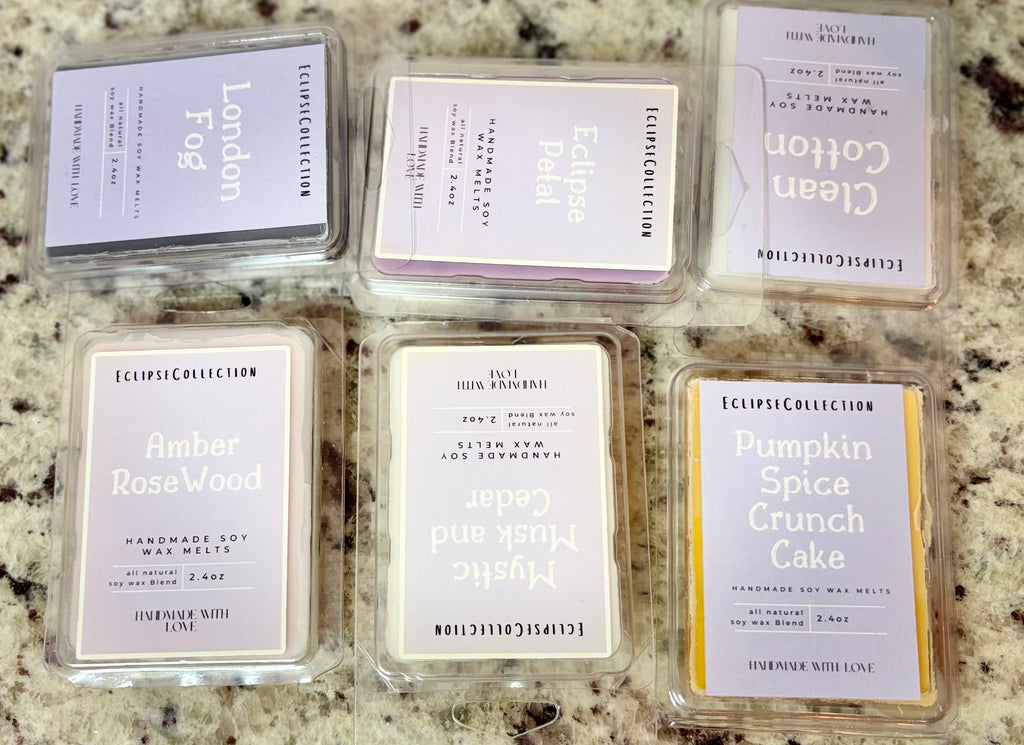 EclipseCollection
London
Fog
HANDMADE SOY WAX MELTS
all natural
soy wax Blend
2.4oz
HANDMADE WITH LOVE
EclipseCollection
Eclipse
Petal
HANDMADE SOY
WAX MELTS
all natural
soy wax Blend
2.4oz
HANDMADE WITH
LOVE
EclipseCollection
Clean
Cotton
HANDMADE SOY
WAX MELTS
all natural
soy wax Blend
2.4oz
HANDMADE WITH
LOVE
EclipseCollection
Amber
RoseWood
HANDMADE SOY
WAX MELTS
all natural
soy wax Blend
2.4oz
HANDMADE WITH
LOVE
EclipseCollection
Mystic
Musk and
Cedar
HANDMADE SOY
WAX MELTS
all natural
soy wax Blend
2.4oz
HANDMADE WITH
LOVE
EclipseCollection
Pumpkin
Spice
Crunch
Cake
HANDMADE SOY WAX MELTS
all natural
soy wax Blend
2.4oz
HANDMADE WITH LOVE